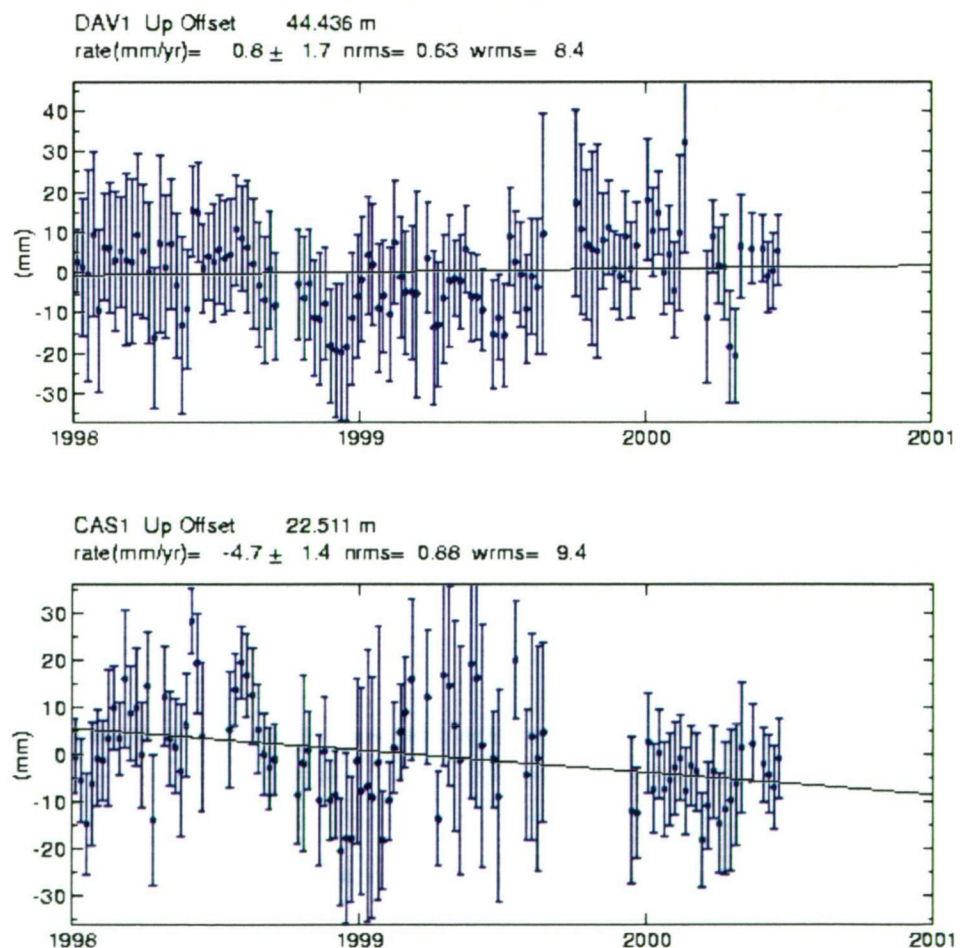 DAV1 Up Offset 44.436 m
rate(mm/yr)= 0.8 ± 1.7 nrms= 0.63 wrms= 8.4
40
30
20
10
0
-10
-20
-30
(mm)
1998 1999 2000 2001
CAS1 Up Offset 22.511 m
rate(mm/yr)= -4.7 ± 1.4 nrms= 0.88 wrms= 9.4
30
20
10
0
-10
-20
-30
(mm)
1998 1999 2000 2001